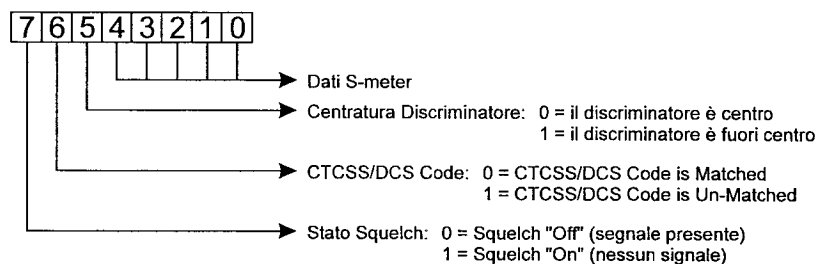 7 6 5 4 3 2 1 0
Dati S-meter
Centratura Discriminatore: 0 = il discriminatore è centro
1 = il discriminatore è fuori centro
CTCSS/DCS Code: 0 = CTCSS/DCS Code is Matched
1 = CTCSS/DCS Code is Un-Matched
Stato Squelch: 0 = Squelch "Off" (segnale presente)
1 = Squelch "On" (nessun signale)